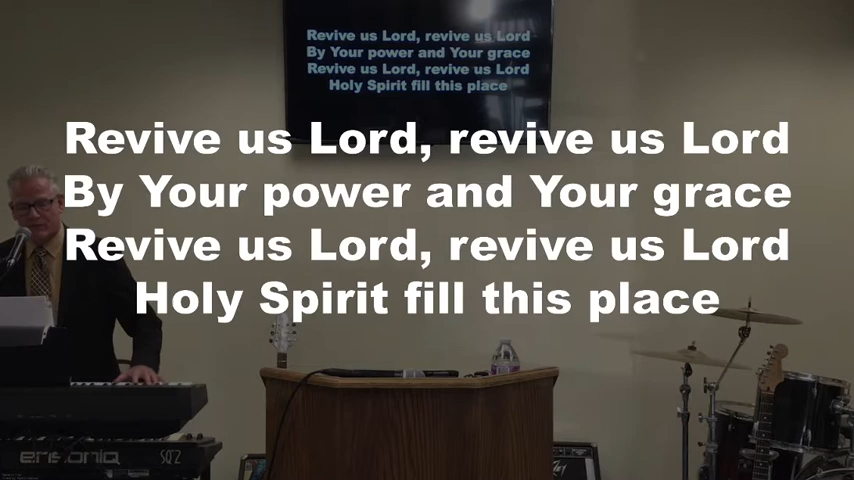 Revive us Lord, revive us Lord
By Your power and Your grace
Revive us Lord, revive us Lord
Holy Spirit fill this place
Revive us Lord, revive us Lord
By Your power and Your grace
Revive us Lord, revive us Lord
Holy Spirit fill this place
ensoniq SQ2